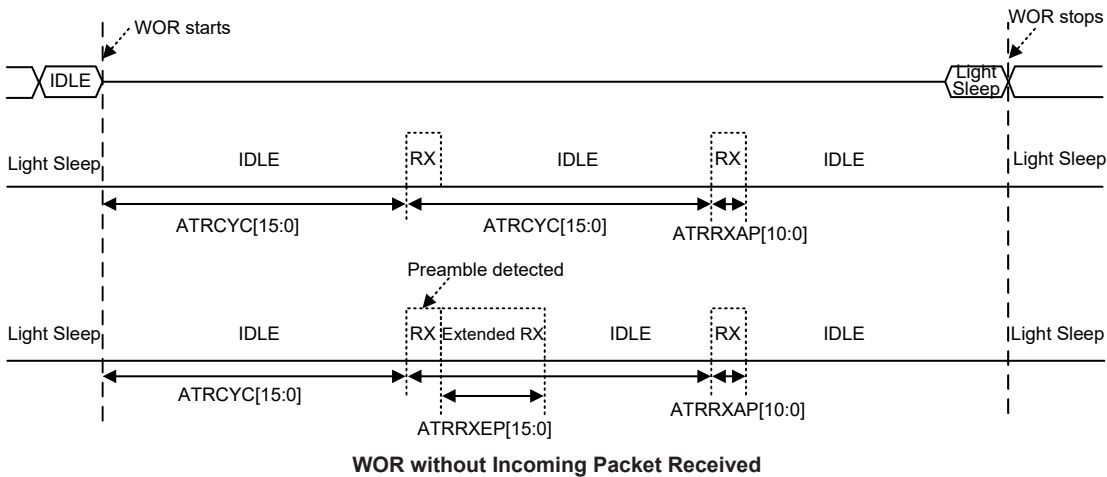 WOR starts
WOR stops
IDLE
Light
Sleep
Light Sleep
IDLE
RX
IDLE
RX
IDLE
Light Sleep
ATRCYC[15:0]
ATRCYC[15:0]
ATRRXAP[10:0]
Preamble detected
Light Sleep
IDLE
RX
Extended RX
IDLE
RX
IDLE
Light Sleep
ATRCYC[15:0]
ATRRXAP[10:0]
ATRRXEP[15:0]
WOR without Incoming Packet Received